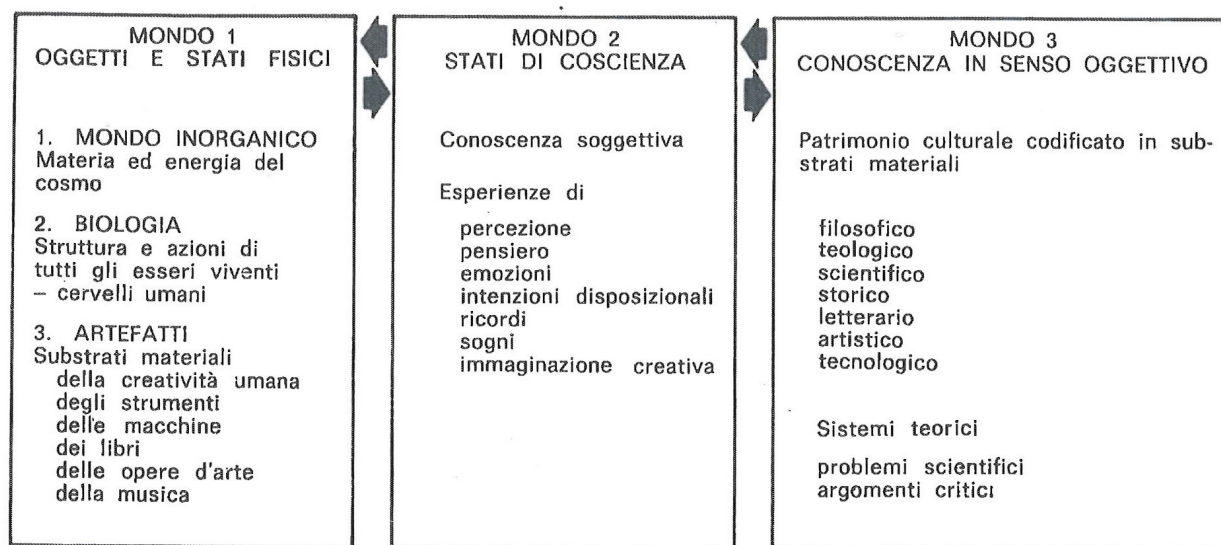 MONDO 1
OGGETTI E STATI FISICI
1. MONDO INORGANICO
Materia ed energia del
cosmo
2. BIOLOGIA
Struttura e azioni di
tutti gli esseri viventi
– cervelli umani
3. ARTEFATTI
Substrati materiali
della creatività umana
degli strumenti
delle macchine
dei libri
delle opere d'arte
della musica
MONDO 2
STATI DI COSCIENZA
Conoscenza soggettiva
Esperienze di
percezione
pensiero
emozioni
intenzioni disposizionali
ricordi
sogni
immaginazione creativa
MONDO 3
CONOSCENZA IN SENSO OGGETTIVO
Patrimonio culturale codificato in sub-
strati materiali
filosofico
teologico
scientifico
storico
letterario
artistico
tecnologico
Sistemi teorici
problemi scientifici
argomenti critici